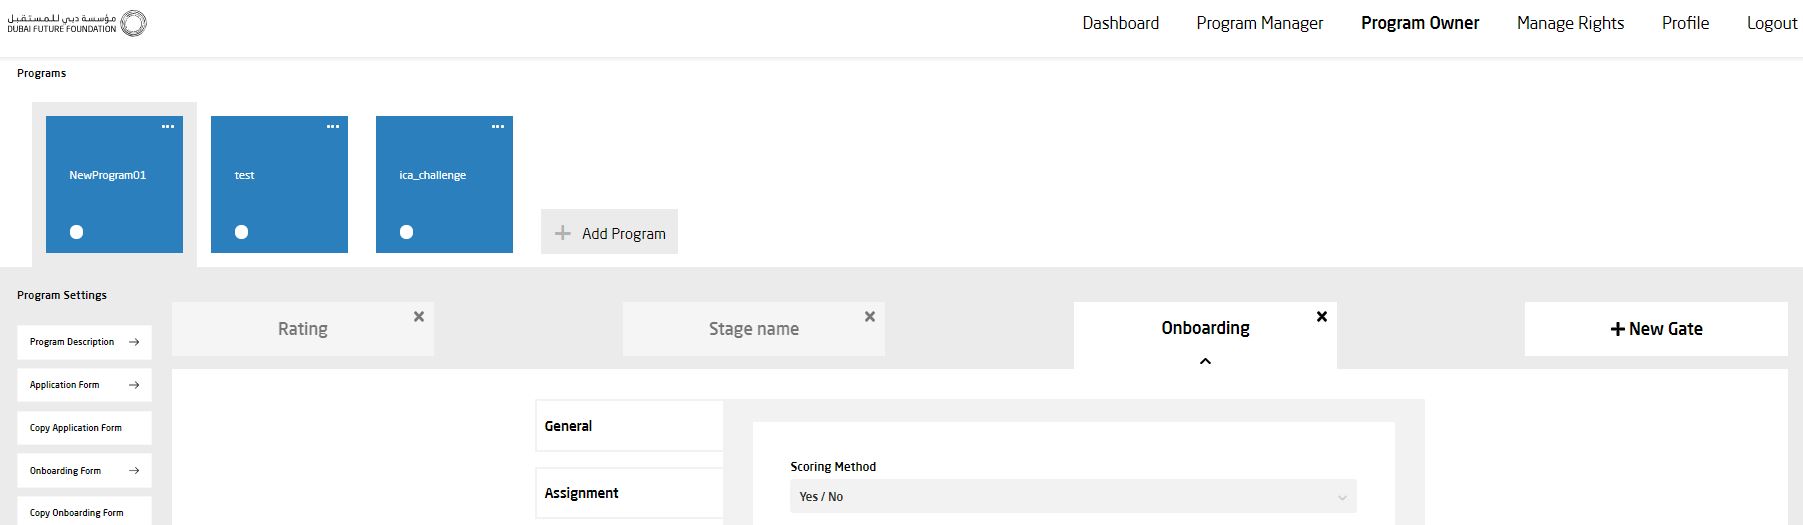 مؤسسة دبي للمستقبل
DUBAI FUTURE FOUNDATION
Dashboard Program Manager Program Owner Manage Rights Profile Logout
Programs
NewProgram01 test ica_challenge
Add Program
Program Settings
Rating Stage name Onboarding New Gate
Program Description
Application Form
Copy Application Form
Onboarding Form
Copy Onboarding Form
General
Assignment
Scoring Method
Yes / No